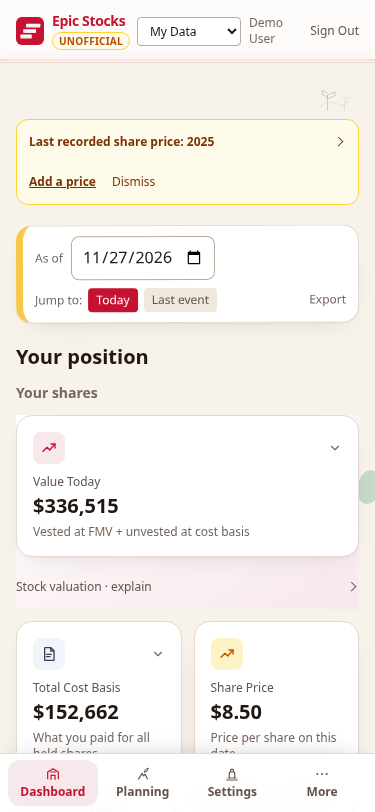 Epic Stocks
UNOFFICIAL
My Data
Demo User
Sign Out
Last recorded share price: 2025
Add a price
Dismiss
As of
11/27/2026
Jump to:
Today
Last event
Export
Your position
Your shares
Value Today
$336,515
Vested at FMV + unvested at cost basis
Stock valuation · explain
Total Cost Basis
$152,662
What you paid for all
held shares
Share Price
$8.50
Price per share on this
date
Dashboard
Planning
Settings
More